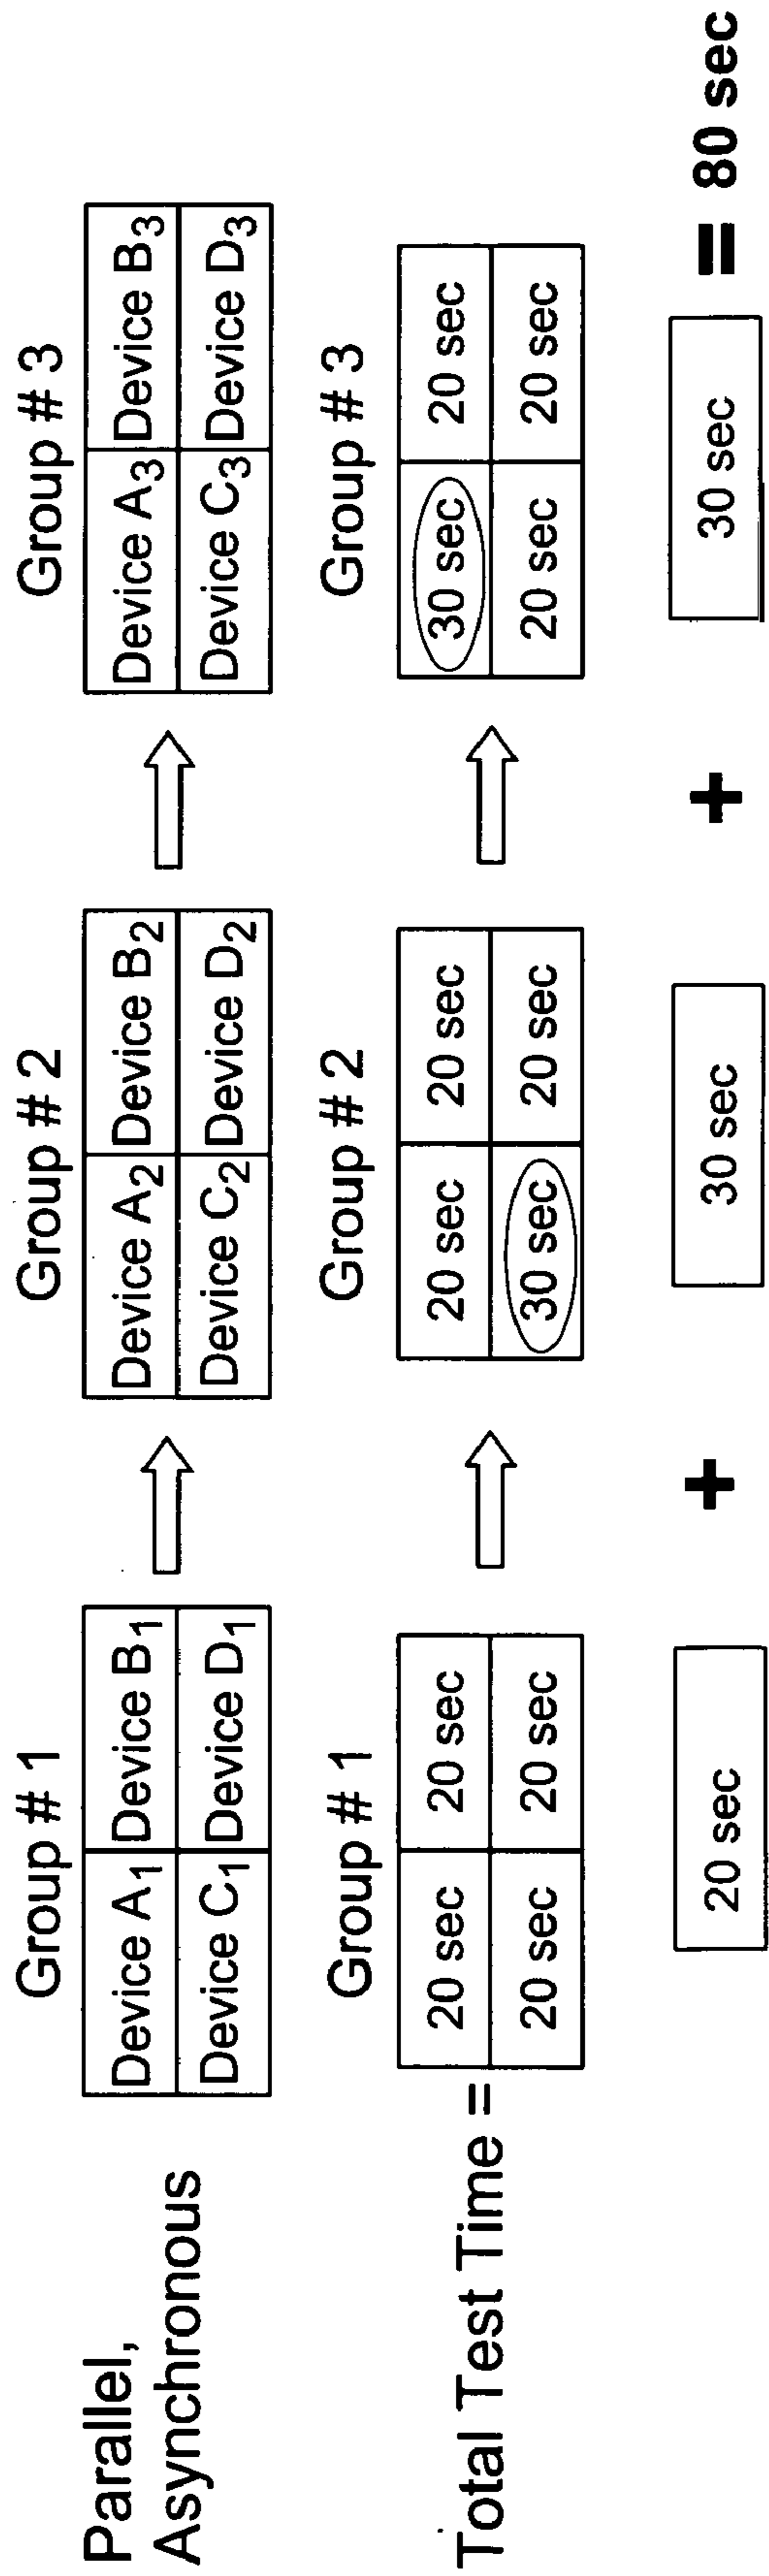 Parallel,
Asynchronous
Group # 1
Device A1 Device B1
Device C1 Device D1
Group # 2
Device A2 Device B2
Device C2 Device D2
Group # 3
Device A3 Device B3
Device C3 Device D3
Total Test Time =
Group # 1
20 sec 20 sec
20 sec 20 sec
Group # 2
20 sec 20 sec
30 sec 20 sec
Group # 3
30 sec 20 sec
20 sec 20 sec
20 sec + 30 sec + 30 sec = 80 sec